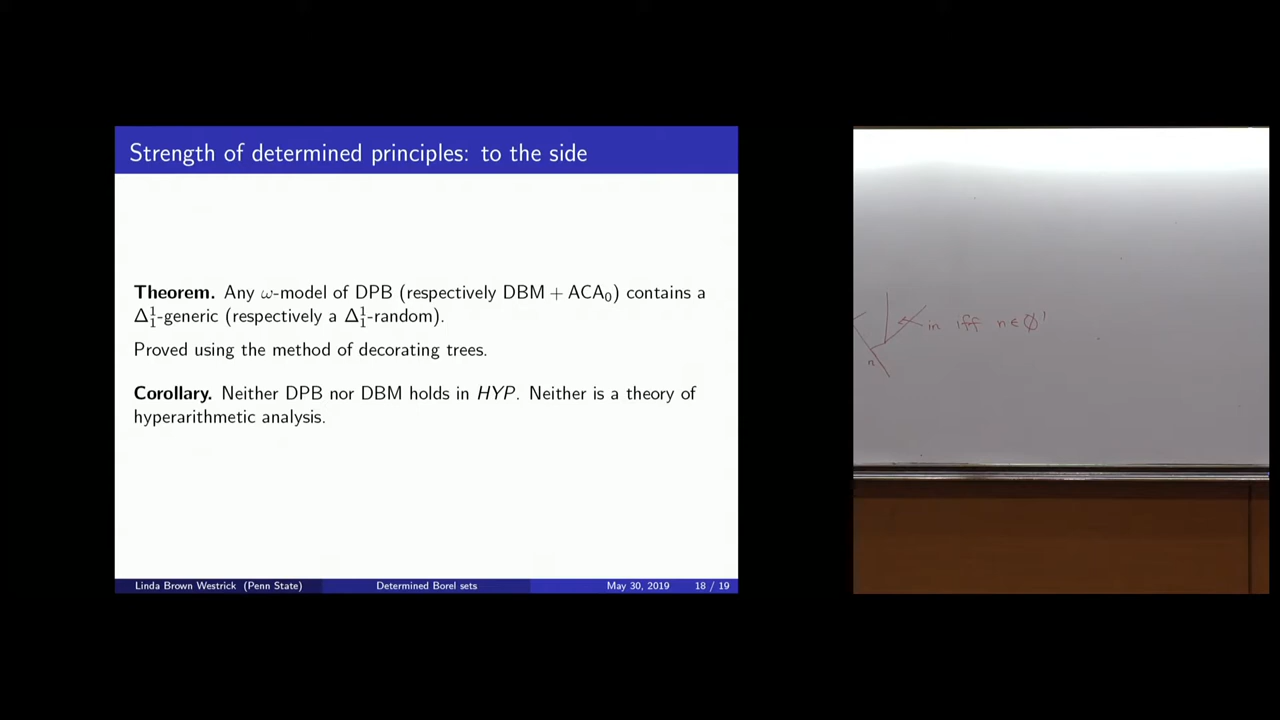 Strength of determined principles: to the side
Theorem. Any ω-model of DPB (respectively DBM + ACA₀) contains a
Δ¹₁-generic (respectively a Δ¹₁-random).
Proved using the method of decorating trees.
Corollary. Neither DPB nor DBM holds in HYP. Neither is a theory of
hyperarithmetic analysis.
Linda Brown Westrick (Penn State) Determined Borel sets May 30, 2019 18 / 19
in iff n∈∅'
n